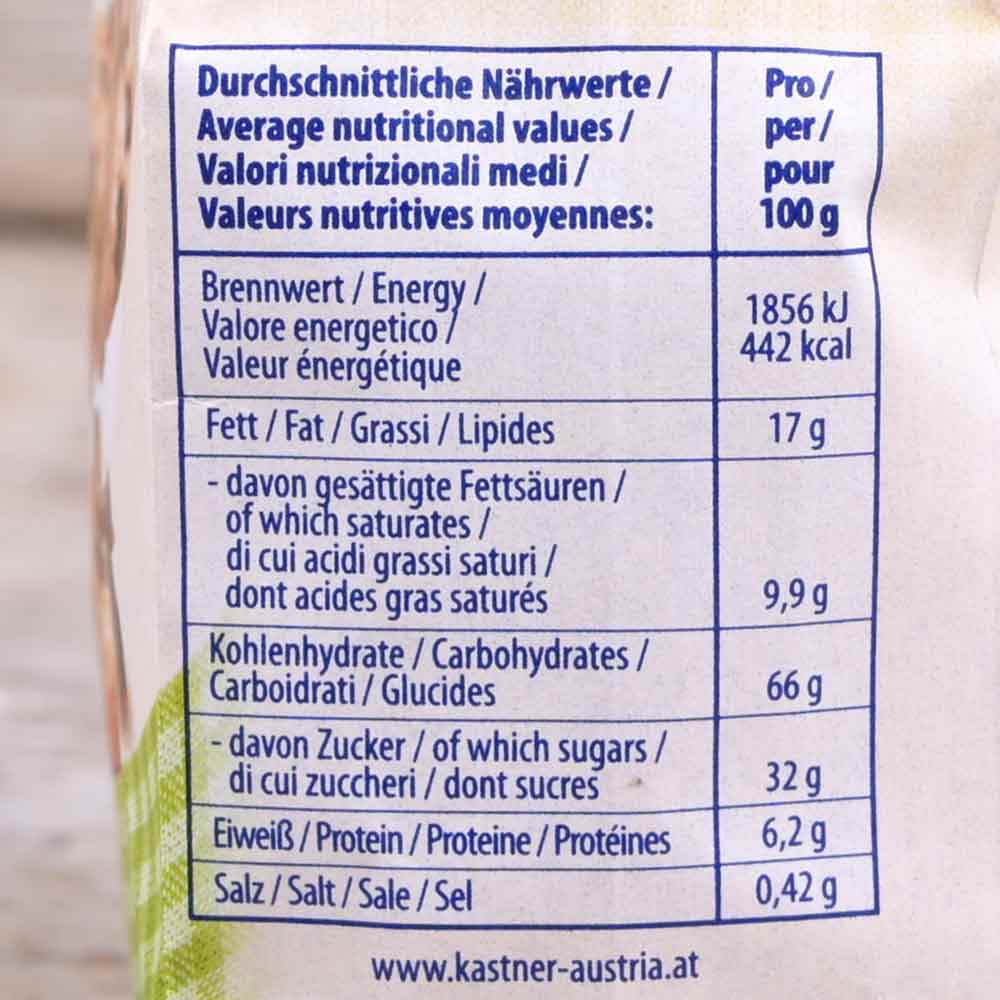 Durchschnittliche Nährwerte /
Average nutritional values /
Valori nutrizionali medi /
Valeurs nutritives moyennes:
Pro /
per /
pour
100 g
Brennwert / Energy /
Valore energetico /
Valeur énergétique
1856 kJ
442 kcal
Fett / Fat / Grassi / Lipides
17 g
- davon gesättigte Fettsäuren /
of which saturates /
di cui acidi grassi saturi /
dont acides gras saturés
9,9 g
Kohlenhydrate / Carbohydrates /
Carboidrati / Glucides
66 g
- davon Zucker / of which sugars /
di cui zuccheri / dont sucres
32 g
Eiweiß / Protein / Proteine / Protéines
6,2 g
Salz / Salt / Sale / Sel
0,42 g
www.kastner-austria.at